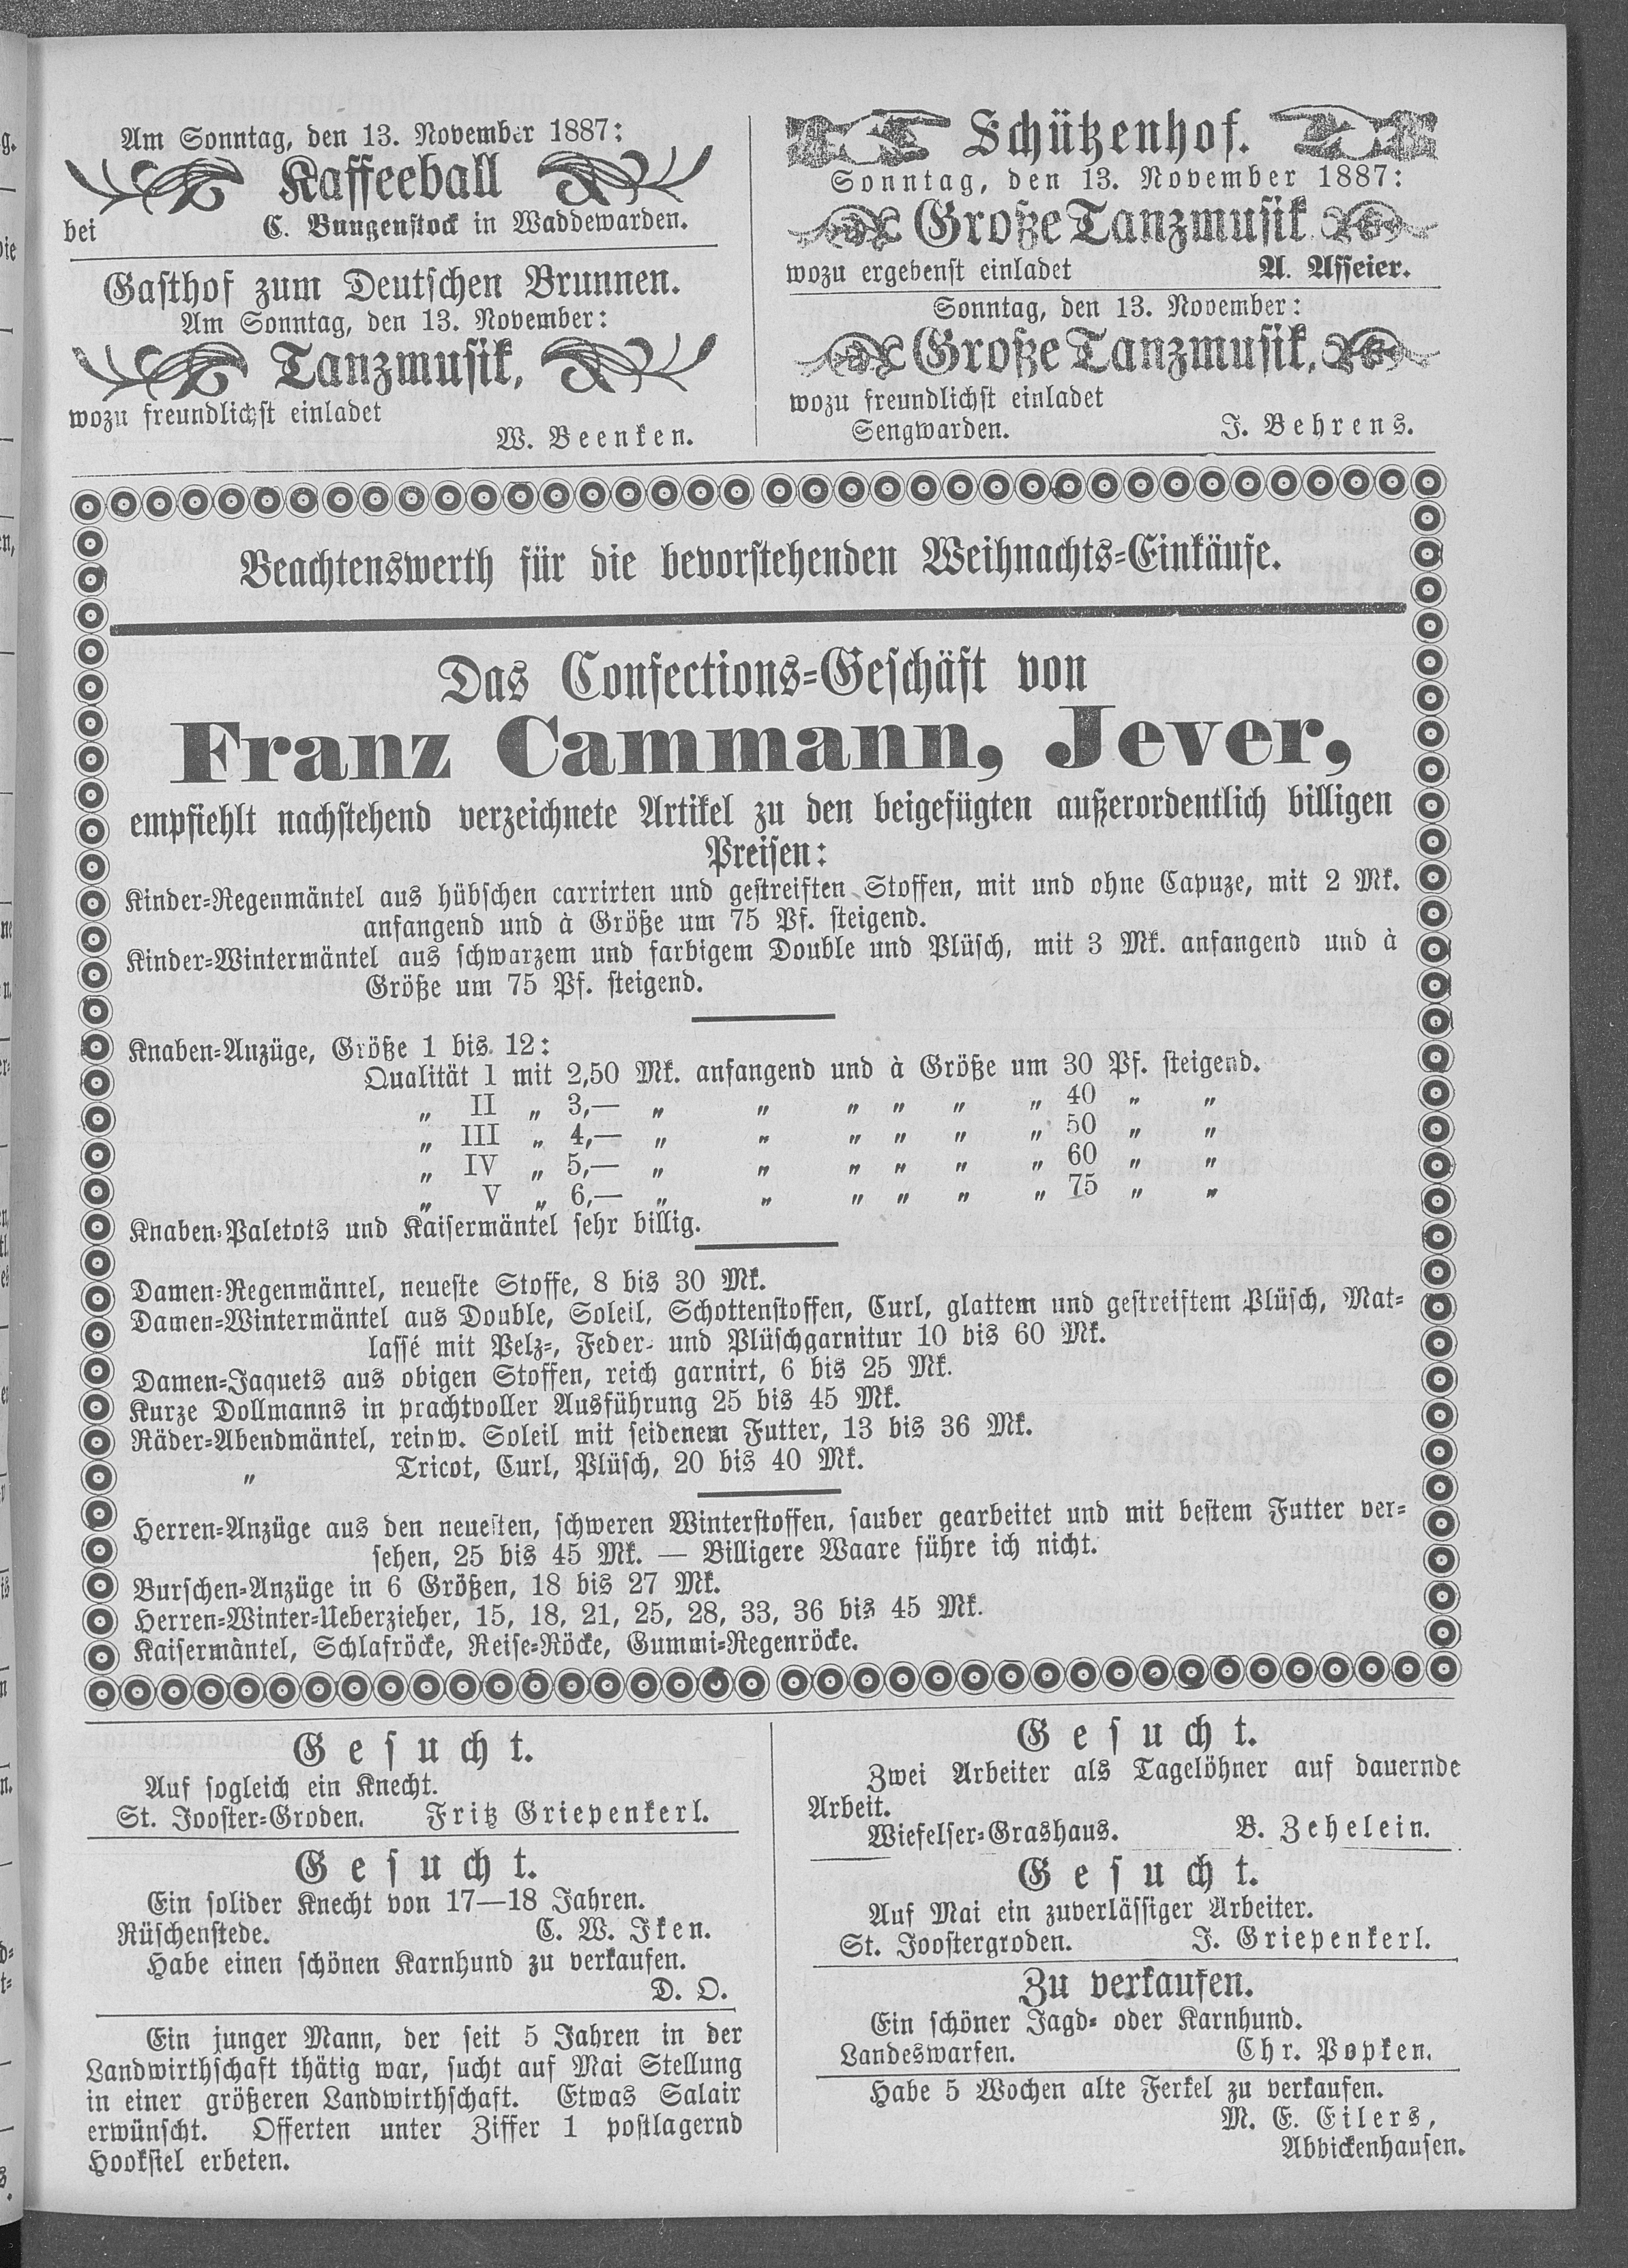 Am Sonntag, den 13. November 1887:
Kaffeeball
bei C. Bungenstock in Waddewarden.
Gasthof zum Deutschen Brunnen.
Am Sonntag, den 13. November:
Tanzmusik,
wozu freundlichst einladet
W. Beenken.
Schützenhof.
Sonntag, den 13. November 1887:
Große Tanzmusik
wozu ergebenst einladet A. Asseier.
Sonntag, den 13. November:
Große Tanzmusik,
wozu freundlichst einladet
Sengwarden. J. Behrens.
Beachtenswerth für die bevorstehenden Weihnachts-Einkäufe.
Das Confections-Geschäft von
Franz Cammann, Jever,
empfiehlt nachstehend verzeichnete Artikel zu den beigefügten außerordentlich billigen
Preisen:
Kinder-Regenmäntel aus hübschen carrirten und gestreiften Stoffen, mit und ohne Capuze, mit 2 Mk.
anfangend und à Größe um 75 Pf. steigend.
Kinder-Wintermäntel aus schwarzem und farbigem Double und Plüsch, mit 3 Mk. anfangend und à
Größe um 75 Pf. steigend.
Knaben-Anzüge, Größe 1 bis 12:
Qualität I mit 2,50 Mk. anfangend und à Größe um 30 Pf. steigend.
„ II „ 3,— „ „ „ „ „ „ 40 „ „
„ III „ 4,— „ „ „ „ „ „ 50 „ „
„ IV „ 5,— „ „ „ „ „ „ 60 „ „
„ V „ 6,— „ „ „ „ „ „ 75 „ „
Knaben-Paletots und Kaisermäntel sehr billig.
Damen-Regenmäntel, neueste Stoffe, 8 bis 30 Mk.
Damen-Wintermäntel aus Double, Soleil, Schottenstoffen, Curl, glattem und gestreiftem Plüsch, Mat-
lassé mit Pelz-, Feder- und Plüschgarnitur 10 bis 60 Mk.
Damen-Jaquets aus obigen Stoffen, reich garnirt, 6 bis 25 Mk.
Kurze Dollmanns in prachtvoller Ausführung 25 bis 45 Mk.
Räder-Abendmäntel, reinw. Soleil mit seidenem Futter, 13 bis 36 Mk.
„ Tricot, Curl, Plüsch, 20 bis 40 Mk.
Herren-Anzüge aus den neuesten, schweren Winterstoffen, sauber gearbeitet und mit bestem Futter ver-
sehen, 25 bis 45 Mk. — Billigere Waare führe ich nicht.
Burschen-Anzüge in 6 Größen, 18 bis 27 Mk.
Herren-Winter-Ueberzieher, 15, 18, 21, 25, 28, 33, 36 bis 45 Mk.
Kaisermäntel, Schlafröcke, Reise-Röcke, Gummi-Regenröcke.
Gesucht.
Auf sogleich ein Knecht.
St. Jooster-Groden. Fritz Griepenkerl.
Gesucht.
Ein solider Knecht von 17—18 Jahren.
Rüschenstede. C. W. Iken.
Habe einen schönen Karnhund zu verkaufen.
D. O.
Ein junger Mann, der seit 5 Jahren in der
Landwirthschaft thätig war, sucht auf Mai Stellung
in einer größeren Landwirthschaft. Etwas Salair
erwünscht. Offerten unter Ziffer 1 postlagernd
Hooksiel erbeten.
Gesucht.
Zwei Arbeiter als Tagelöhner auf dauernde
Arbeit.
Wiefelser-Grashaus. B. Zehelein.
Gesucht.
Auf Mai ein zuverlässiger Arbeiter.
St. Joostergroden. J. Griepenkerl.
Zu verkaufen.
Ein schöner Jagd- oder Karnhund.
Landeswarfen. Chr. Popken.
Habe 5 Wochen alte Ferkel zu verkaufen.
M. E. Eilers,
Abbickenhausen.